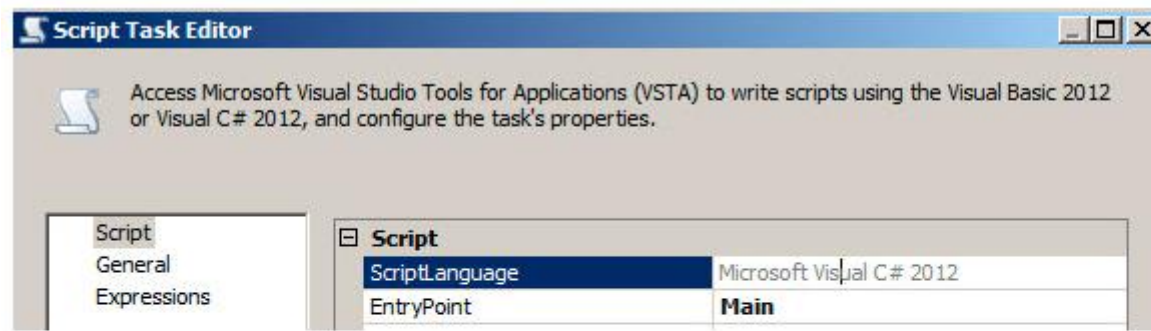 Script Task Editor
Access Microsoft Visual Studio Tools for Applications (VSTA) to write scripts using the Visual Basic 2012
or Visual C# 2012, and configure the task's properties.
Script
General
Expressions
Script
ScriptLanguage Microsoft Visual C# 2012
EntryPoint Main